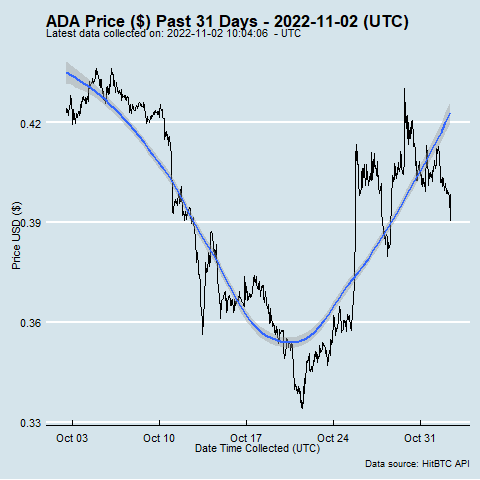 ADA Price ($) Past 31 Days - 2022-11-02 (UTC)
Latest data collected on: 2022-11-02 10:04:06 - UTC
Price USD ($)
0.42
0.39
0.36
0.33
Oct 03 Oct 10 Oct 17 Oct 24 Oct 31
Date Time Collected (UTC)
Data source: HitBTC API